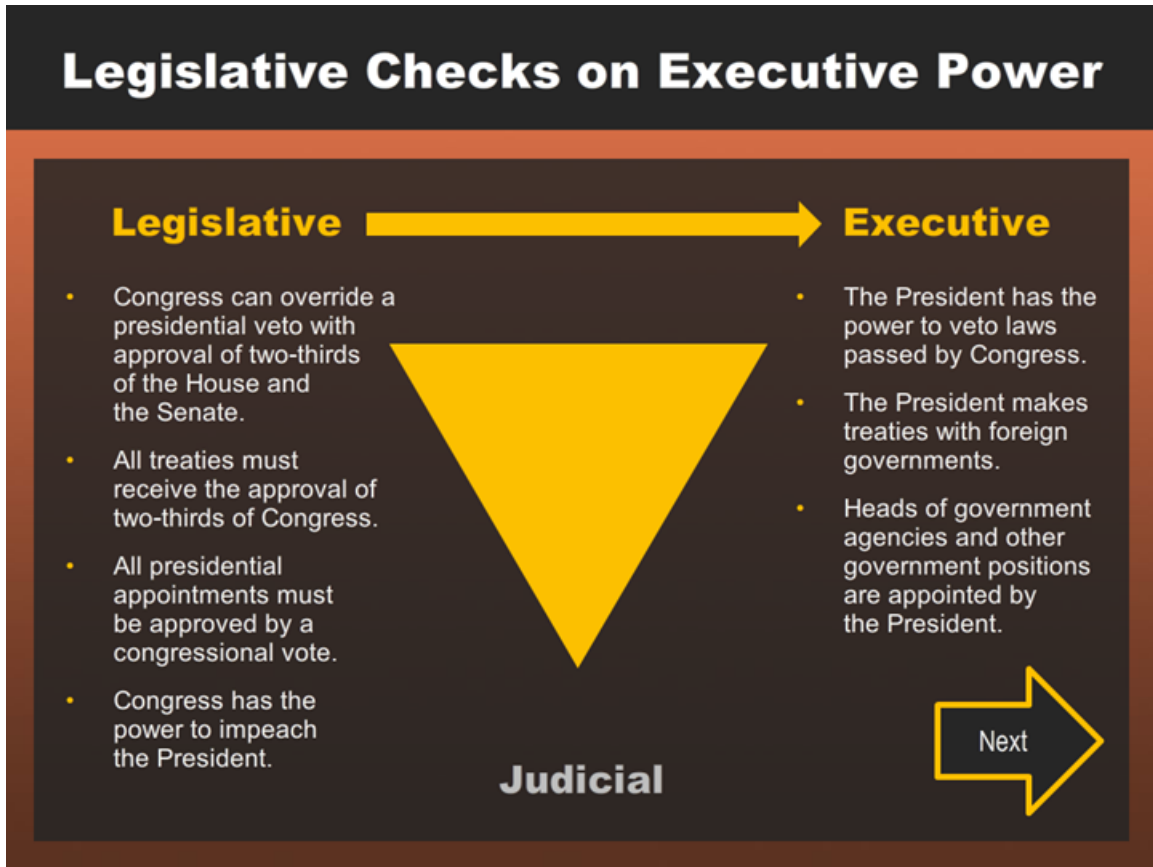 Legislative Checks on Executive Power
Legislative
• Congress can override a
presidential veto with
approval of two-thirds
of the House and
the Senate.
• All treaties must
receive the approval of
two-thirds of Congress.
• All presidential
appointments must
be approved by a
congressional vote.
• Congress has the
power to impeach
the President.
Executive
• The President has the
power to veto laws
passed by Congress.
• The President makes
treaties with foreign
governments.
• Heads of government
agencies and other
government positions
are appointed by
the President.
Judicial
Next